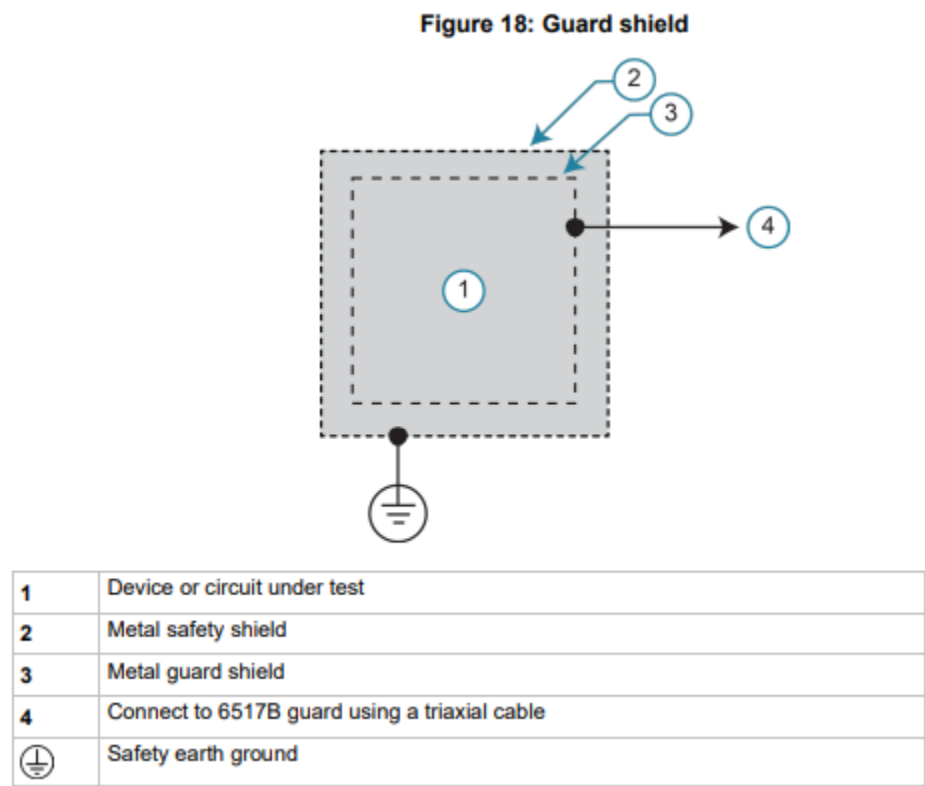 Figure 18: Guard shield
2
3
4
1
1 Device or circuit under test
2 Metal safety shield
3 Metal guard shield
4 Connect to 6517B guard using a triaxial cable
Safety earth ground